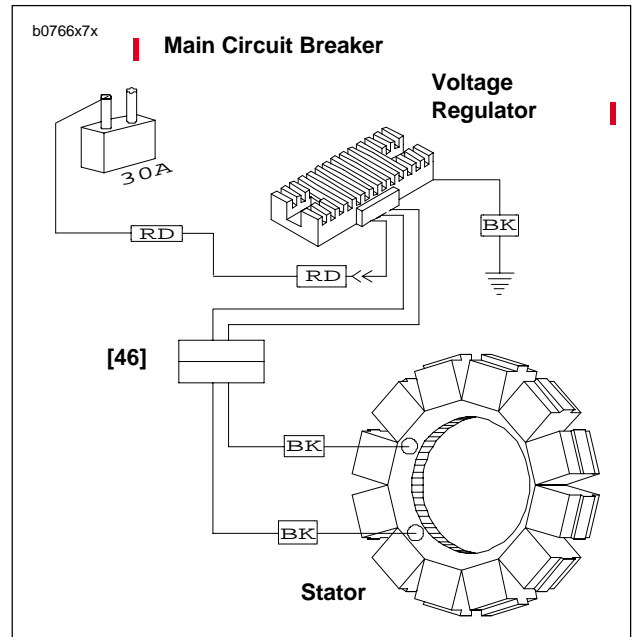 b0766x7x
Main Circuit Breaker
Voltage
Regulator
30A
BK
RD
RD
[46]
BK
BK
Stator